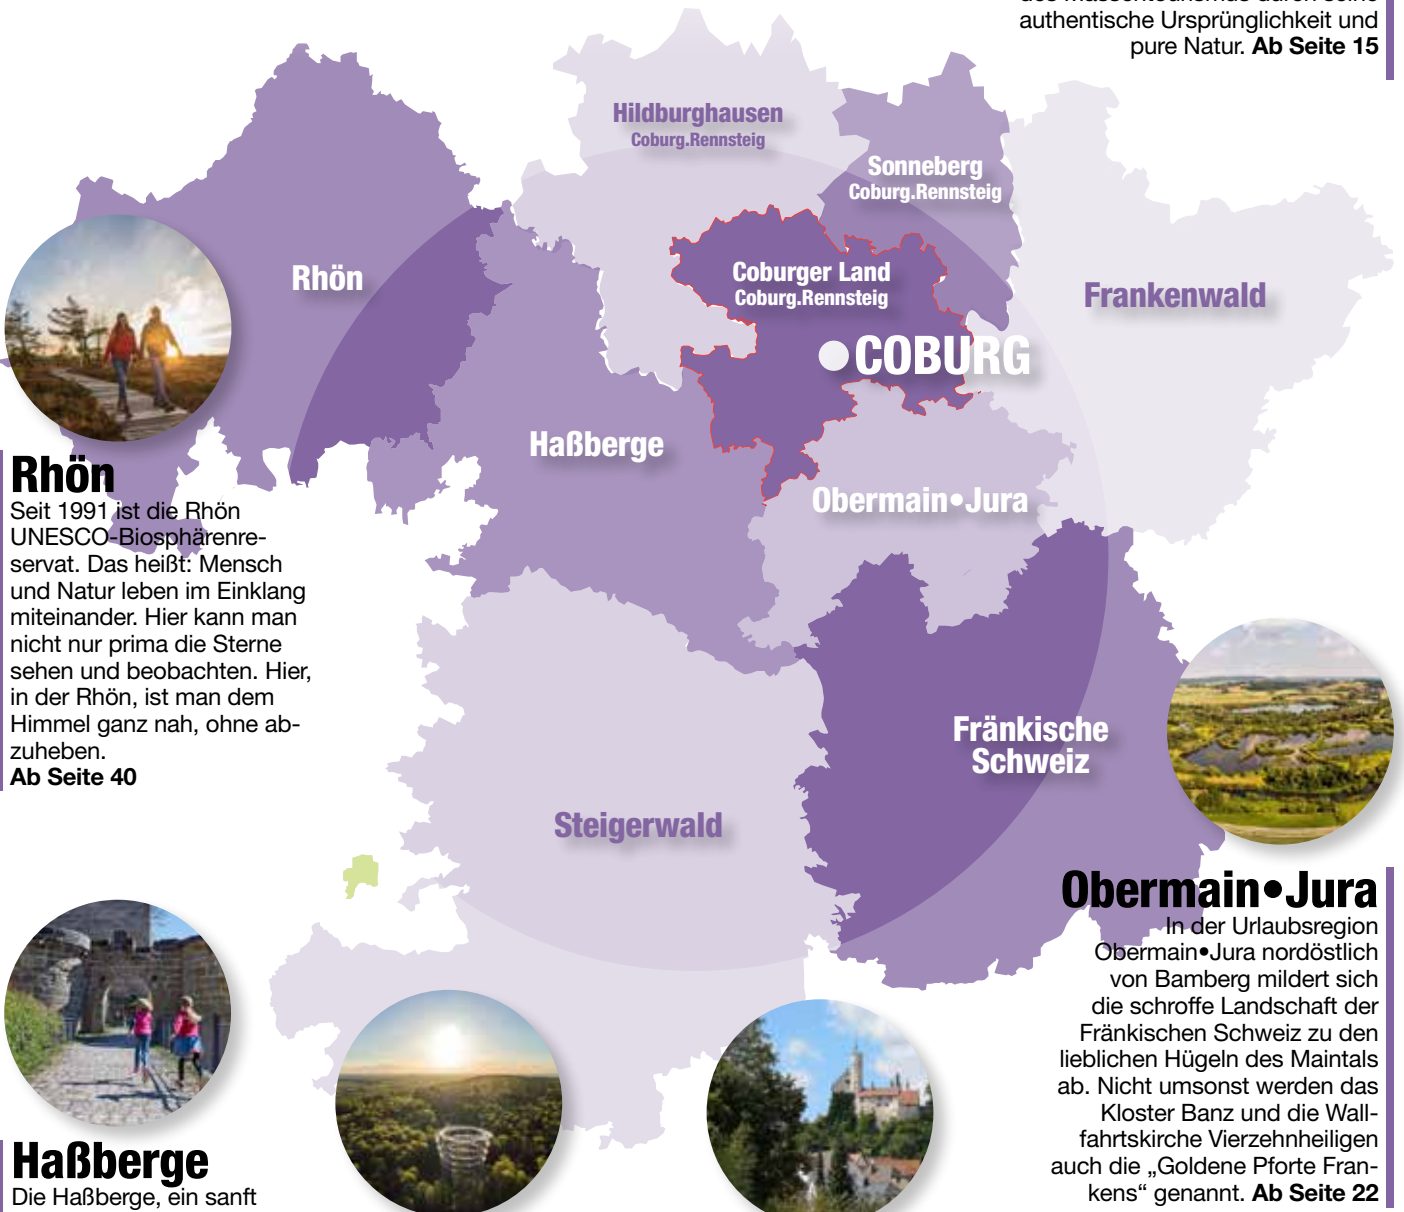 authentische Ursprünglichkeit und
pure Natur. Ab Seite 15
Hildburghausen
Coburg.Rennsteig
Sonneberg
Coburg.Rennsteig
Rhön
Coburger Land
Coburg.Rennsteig
Frankenwald
COBURG
Haßberge
Obermain•Jura
Rhön
Seit 1991 ist die Rhön
UNESCO-Biosphärenre-
servat. Das heißt: Mensch
und Natur leben im Einklang
miteinander. Hier kann man
nicht nur prima die Sterne
sehen und beobachten. Hier,
in der Rhön, ist man dem
Himmel ganz nah, ohne ab-
zuheben.
Ab Seite 40
Fränkische
Schweiz
Steigerwald
Obermain•Jura
In der Urlaubsregion
Obermain•Jura nordöstlich
von Bamberg mildert sich
die schroffe Landschaft der
Fränkischen Schweiz zu den
lieblichen Hügeln des Maintals
ab. Nicht umsonst werden das
Kloster Banz und die Wall-
fahrtskirche Vierzehnheiligen
auch die „Goldene Pforte Fran-
kens“ genannt. Ab Seite 22
Haßberge
Die Haßberge, ein sanft